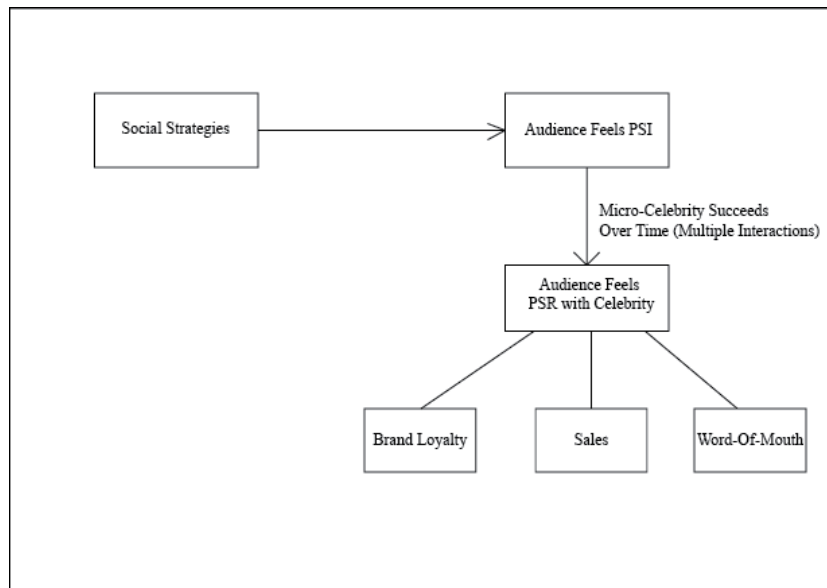 Social Strategies
Audience Feels PSI
Micro-Celebrity Succeeds
Over Time (Multiple Interactions)
Audience Feels
PSR with Celebrity
Brand Loyalty
Sales
Word-Of-Mouth